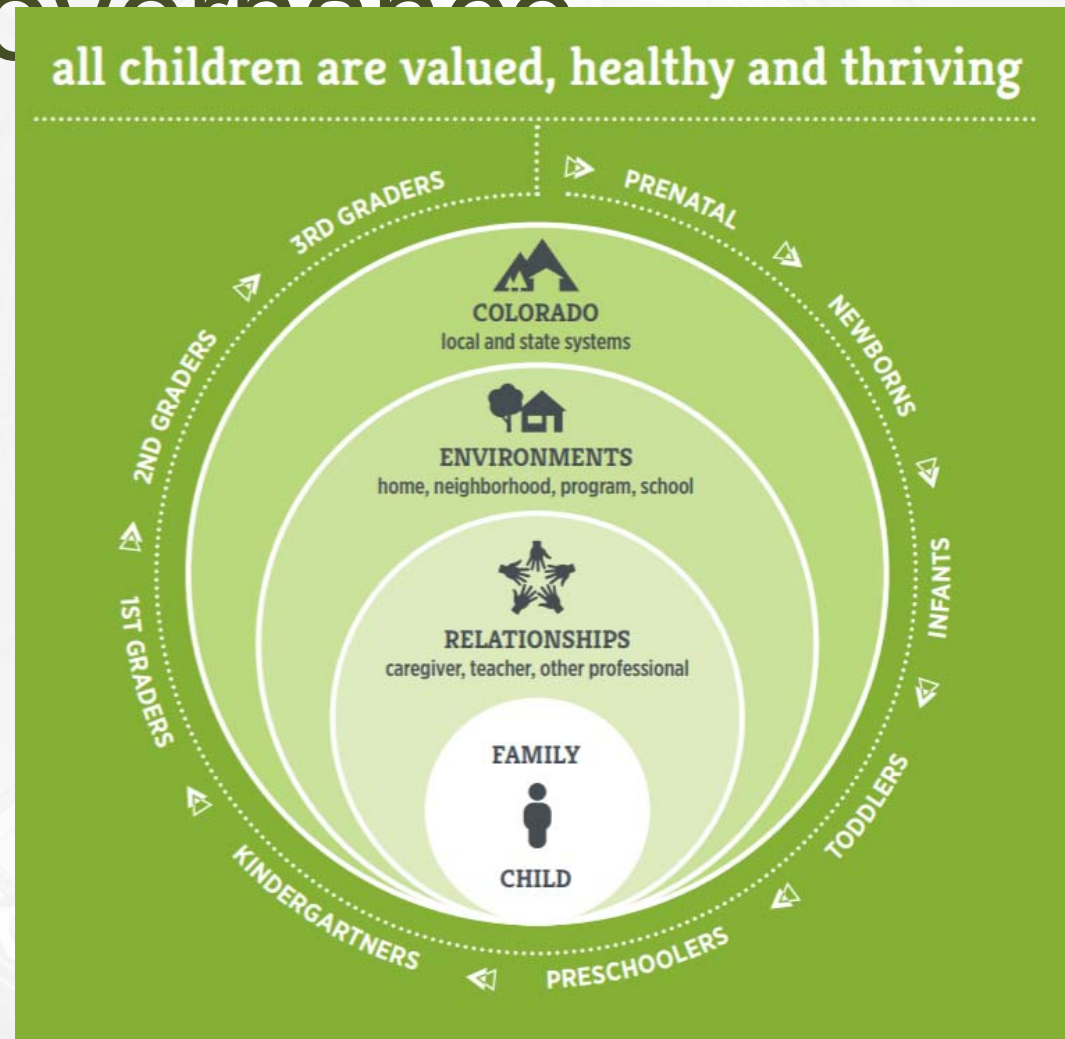 all children are valued, healthy and thriving
PRENATAL
NEWBORNS
INFANTS
TODDLERS
PRESCHOOLERS
KINDERGARTNERS
1ST GRADERS
2ND GRADERS
3RD GRADERS
COLORADO
local and state systems
ENVIRONMENTS
home, neighborhood, program, school
RELATIONSHIPS
caregiver, teacher, other professional
FAMILY
CHILD